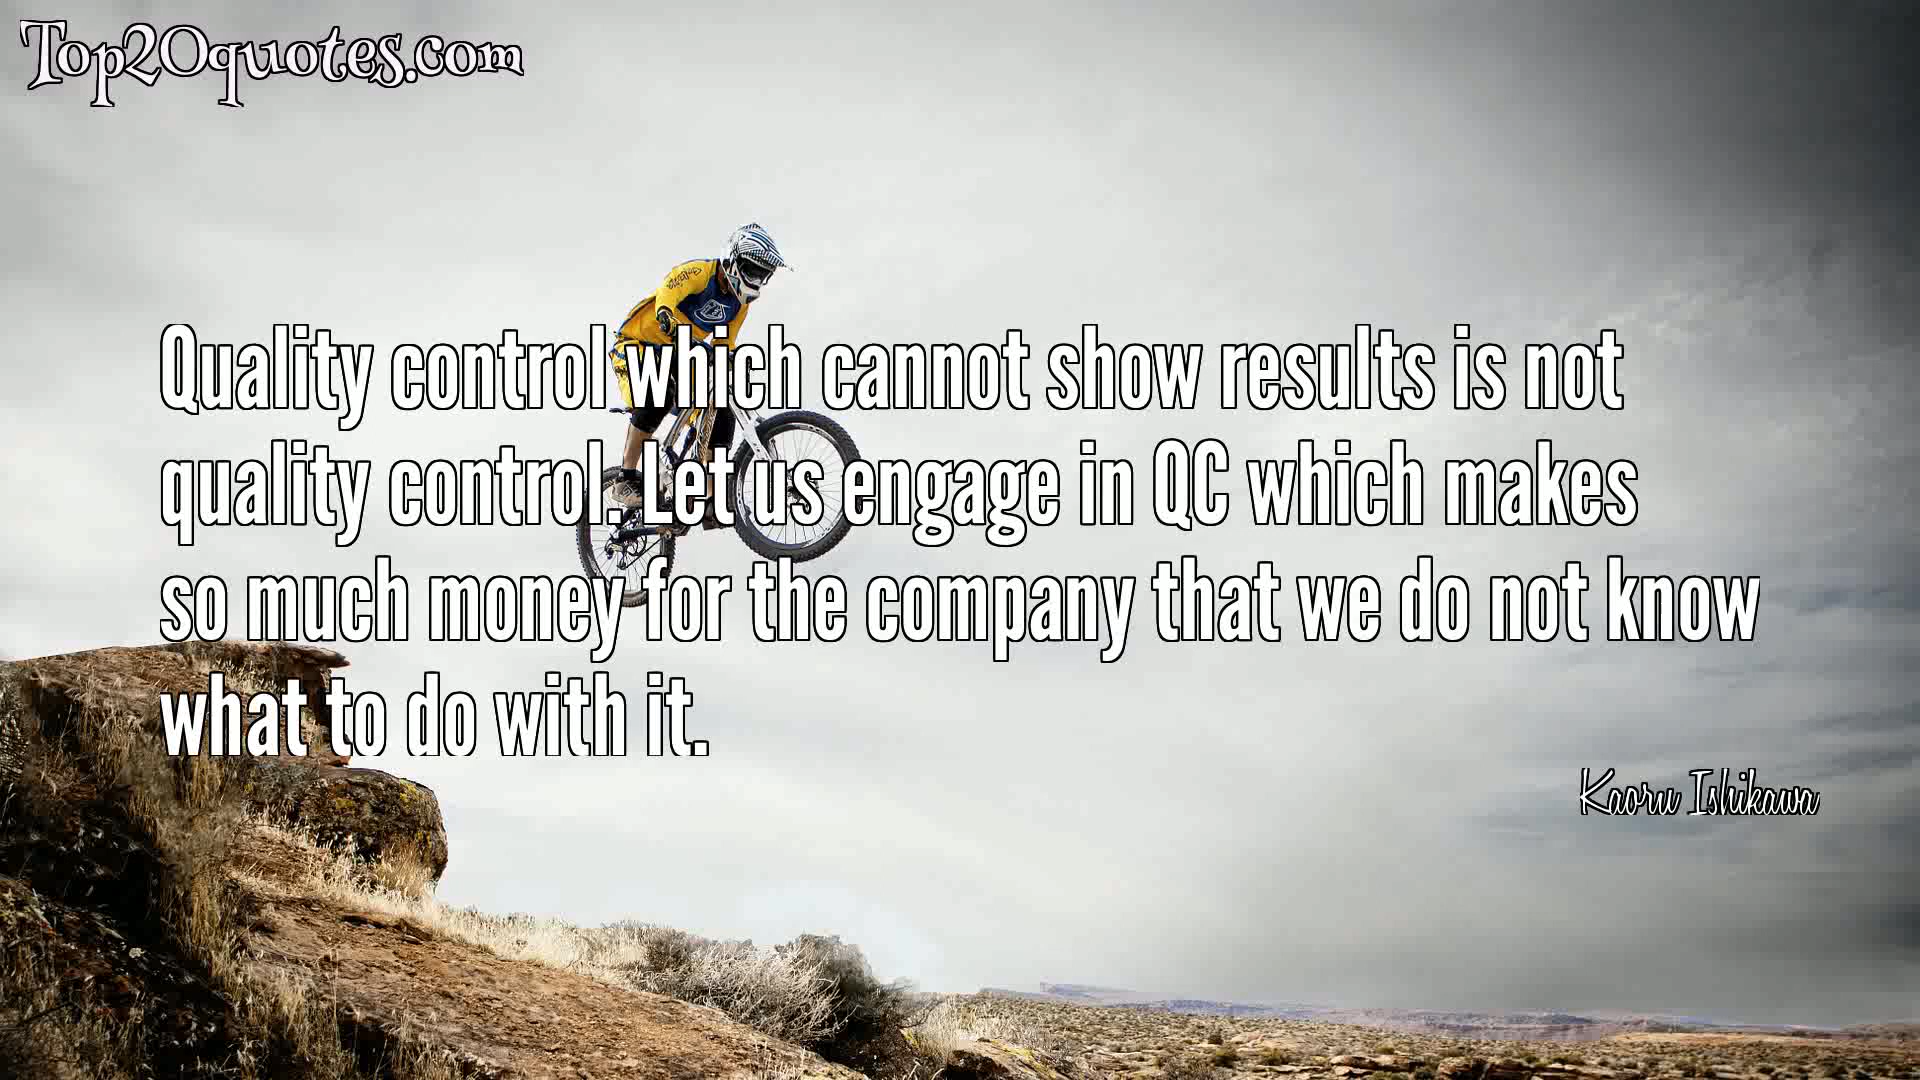 Top20quotes.com
Quality control which cannot show results is not
quality control. Let us engage in QC which makes
so much money for the company that we do not know
what to do with it.
Kaoru Ishikawa